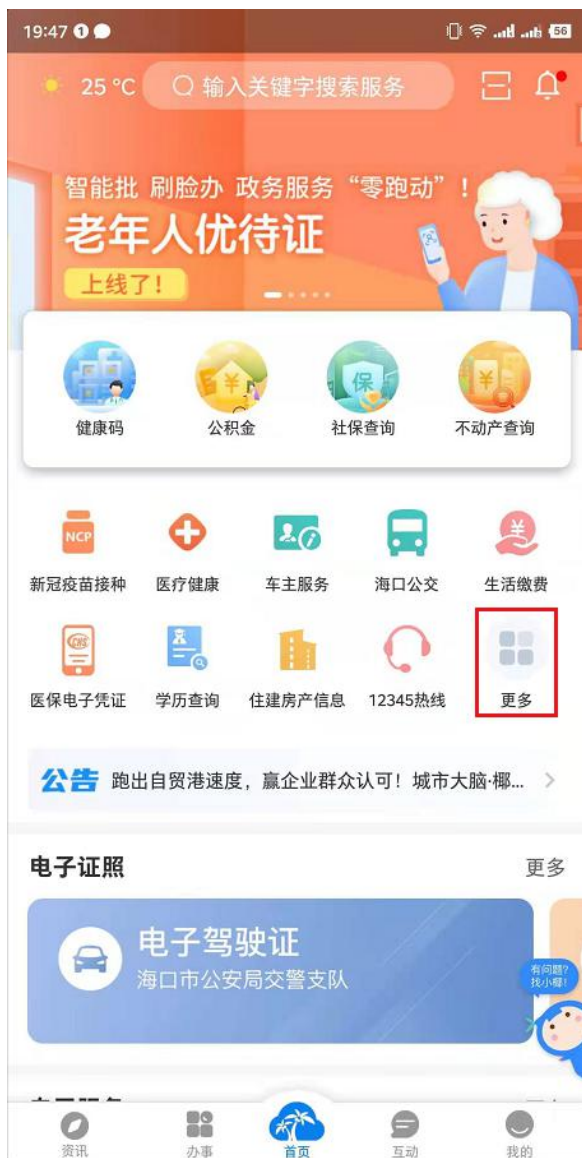 19:47 1 56
25 °C 输入关键字搜索服务
智能批 刷脸办 政务服务“零跑动”！
老年人优待证
上线了！
健康码 公积金 社保查询 不动产查询
NCP
新冠疫苗接种 医疗健康 车主服务 海口公交 生活缴费
医保电子凭证 学历查询 住建房产信息 12345热线 更多
公告 跑出自贸港速度，赢企业群众认可！城市大脑·椰...
电子证照 更多
电子驾驶证
海口市公安局交警支队
有问题？
找小椰！
资讯 办事 首页 互动 我的